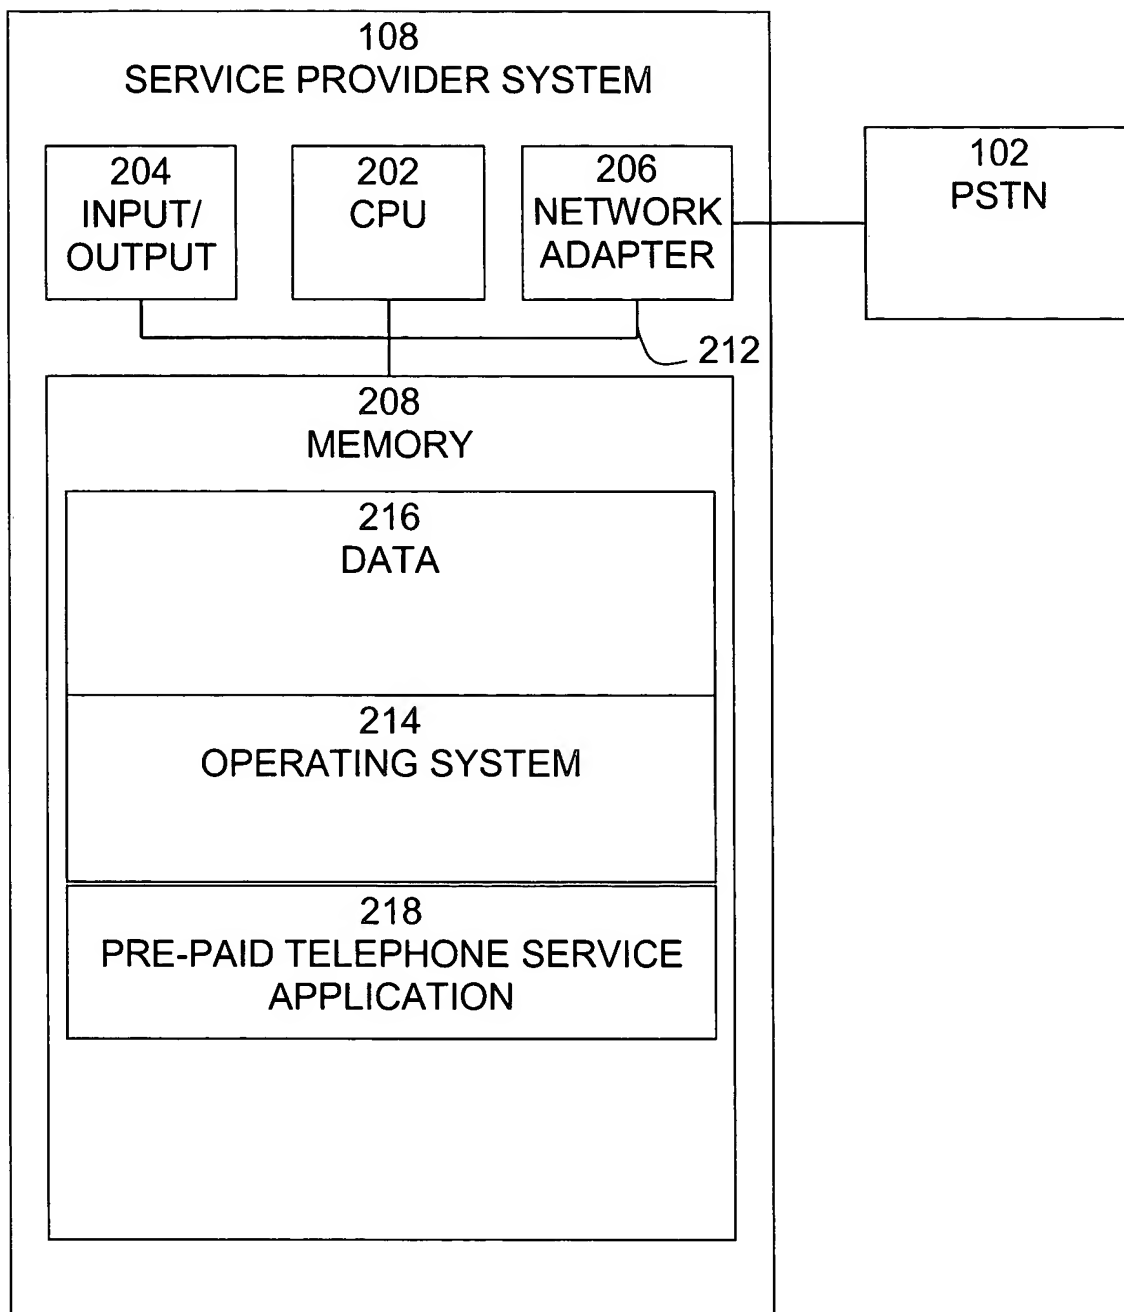 108
SERVICE PROVIDER SYSTEM
204
INPUT/
OUTPUT
202
CPU
206
NETWORK
ADAPTER
102
PSTN
212
208
MEMORY
216
DATA
214
OPERATING SYSTEM
218
PRE-PAID TELEPHONE SERVICE
APPLICATION